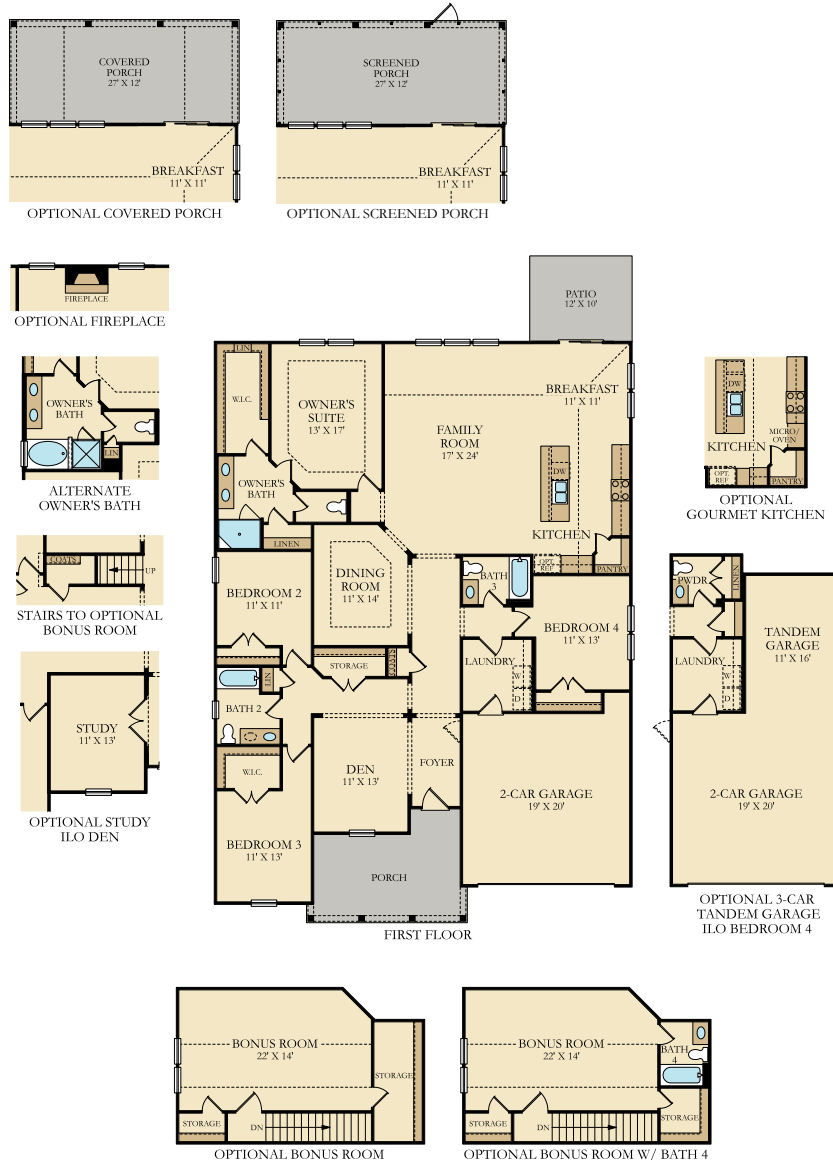 COVERED
PORCH
27' X 12'
BREAKFAST
11' X 11'
OPTIONAL COVERED PORCH
SCREENED
PORCH
27' X 12'
BREAKFAST
11' X 11'
OPTIONAL SCREENED PORCH
FIREPLACE
OPTIONAL FIREPLACE
OWNER'S
BATH
LIN
ALTERNATE
OWNER'S BATH
COATS
UP
STAIRS TO OPTIONAL
BONUS ROOM
STUDY
11' X 13'
OPTIONAL STUDY
ILO DEN
PATIO
12' X 10'
LIN
W.I.C.
OWNER'S
SUITE
13' X 17'
FAMILY
ROOM
17' X 24'
BREAKFAST
11' X 11'
OWNER'S
BATH
DW
KITCHEN
OPT.
REF
PANTRY
LINEN
BEDROOM 2
11' X 11'
DINING
ROOM
11' X 14'
BATH
3
BEDROOM 4
11' X 13'
STORAGE
COATS
LAUNDRY
W
D
LIN
BATH 2
W.I.C.
DEN
11' X 13'
FOYER
2-CAR GARAGE
19' X 20'
BEDROOM 3
11' X 13'
PORCH
FIRST FLOOR
DW
MICRO/
OVEN
KITCHEN
OPT.
REF
PANTRY
OPTIONAL
GOURMET KITCHEN
PWDR
LINEN
TANDEM
GARAGE
11' X 16'
LAUNDRY
W
D
2-CAR GARAGE
19' X 20'
OPTIONAL 3-CAR
TANDEM GARAGE
ILO BEDROOM 4
BONUS ROOM
22' X 14'
STORAGE
STORAGE
DN
OPTIONAL BONUS ROOM
BONUS ROOM
22' X 14'
BATH
4
STORAGE
DN
STORAGE
OPTIONAL BONUS ROOM W/ BATH 4